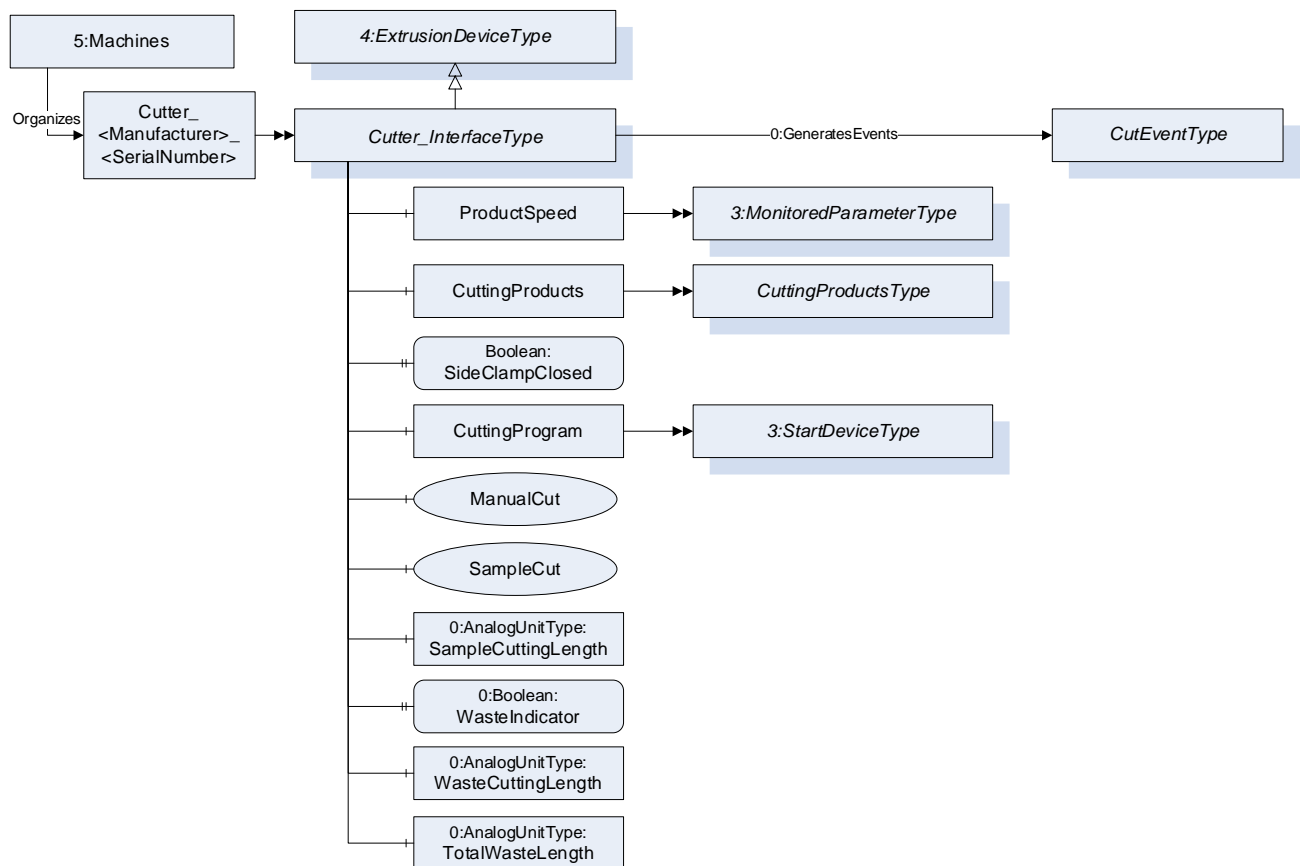 5:Machines
4:ExtrusionDeviceType
Organizes
Cutter_
<Manufacturer>_
<SerialNumber>
Cutter_InterfaceType
0:GeneratesEvents
CutEventType
ProductSpeed
3:MonitoredParameterType
CuttingProducts
CuttingProductsType
Boolean:
SideClampClosed
CuttingProgram
3:StartDeviceType
ManualCut
SampleCut
0:AnalogUnitType:
SampleCuttingLength
0:Boolean:
WasteIndicator
0:AnalogUnitType:
WasteCuttingLength
0:AnalogUnitType:
TotalWasteLength